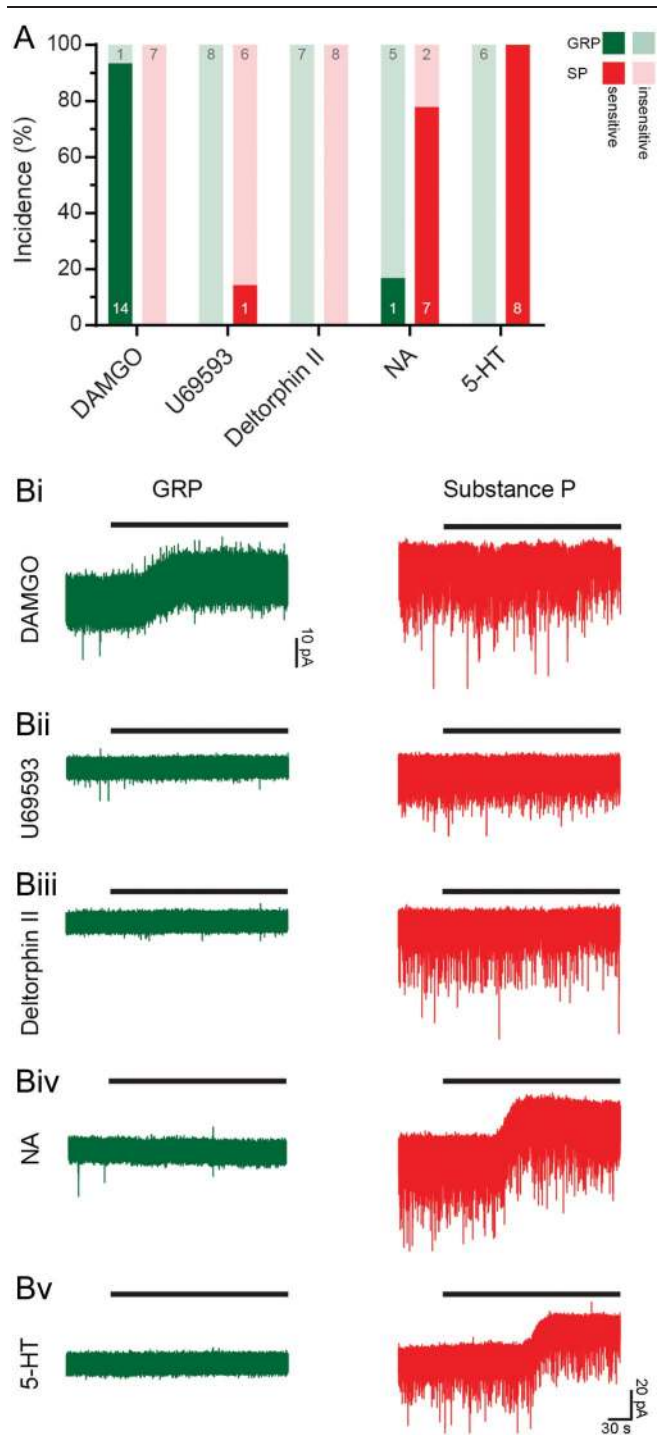 A
100
80
60
40
20
0
Incidence (%)
1 7 8 6 7 8 5 2 6
14 1 1 7 8
DAMGO
U69593
Deltorphin II
NA
5-HT
GRP
SP
sensitive
insensitive
Bi
GRP
Substance P
DAMGO
10 pA
Bii
U69593
Biii
Deltorphin II
Biv
NA
Bv
5-HT
20 pA
30 s